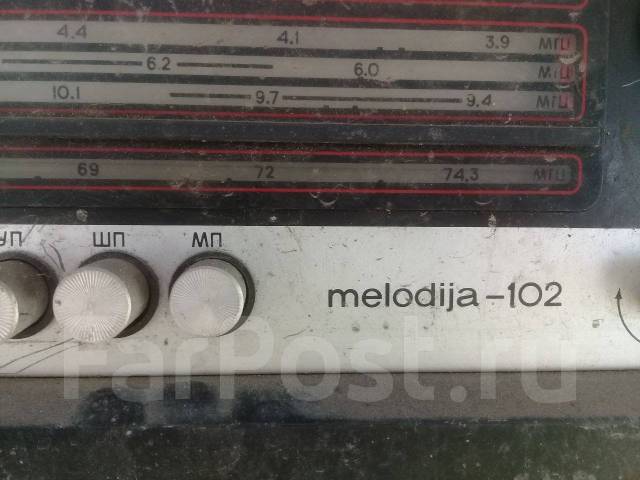 4.4 4.1 3.9 МГЦ
6.2 6.0 МГЦ
10.1 9.7 9.4 МГЦ
69 72 74,3 МГЦ
УП ШП МП
melodija-102
FarPost.ru